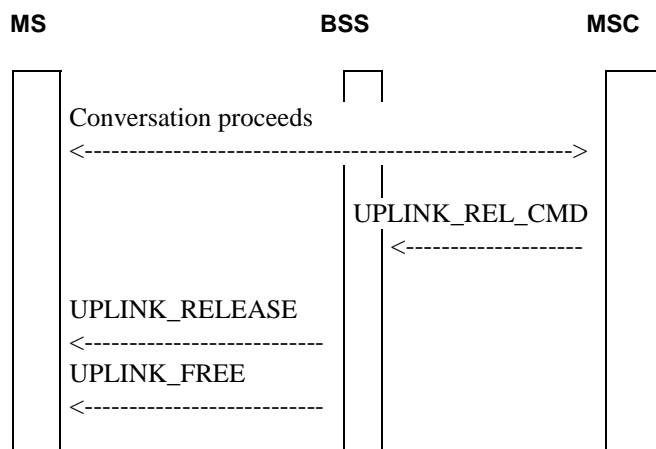 MS BSS MSC
Conversation proceeds
<------------------------------------------------------->
UPLINK_REL_CMD
<--------------------
UPLINK_RELEASE
<---------------------------
UPLINK_FREE
<---------------------------